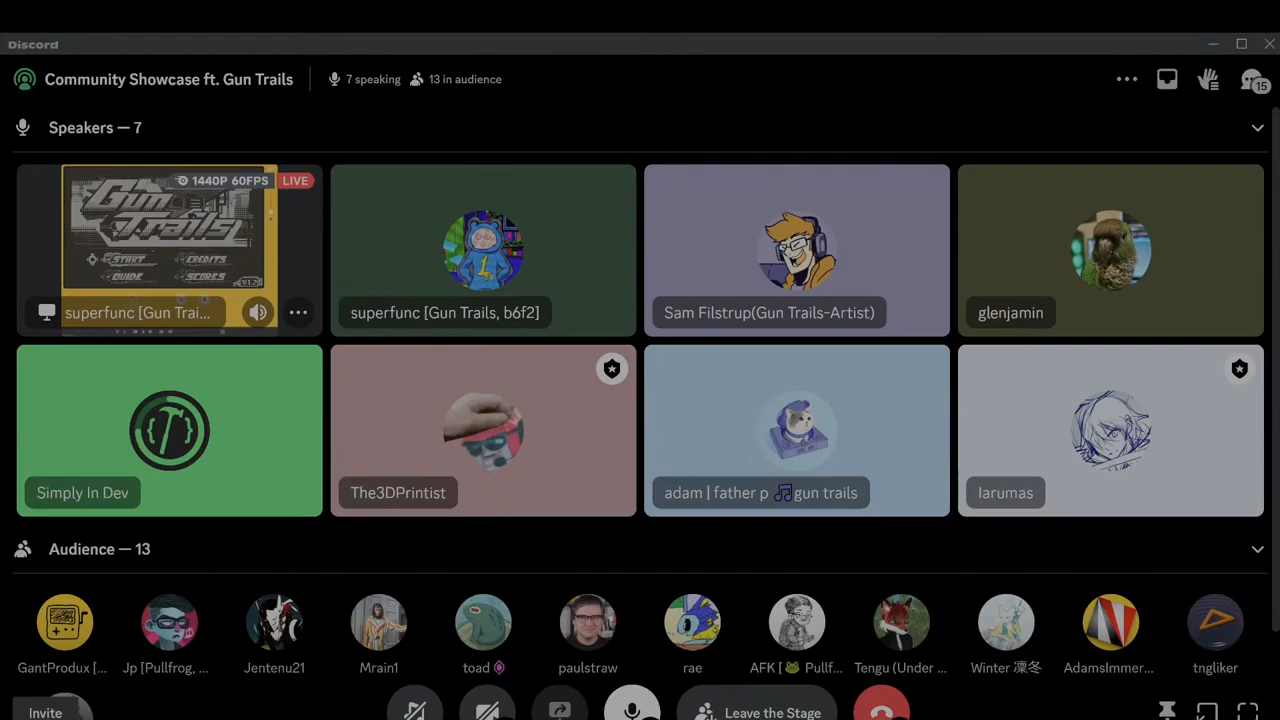 Discord
Community Showcase ft. Gun Trails
7 speaking
13 in audience
15
Speakers — 7
1440P 60FPS
LIVE
Gun Trails
START
CREDITS
GUIDE
SCORES
superfunc [Gun Trai...
superfunc [Gun Trails, b6f2]
Sam Filstrup(Gun Trails-Artist)
glenjamin
Simply In Dev
The3DPrintist
adam | father p 🎵gun trails
larumas
Audience — 13
GantProdux [...
Jp [Pullfrog, ...
Jentenu21
Mrain1
toad
paulstraw
rae
AFK [🐸 Pullf...
Tengu (Under ...
Winter 凜冬
AdamsImmer...
tngliker
Invite
Leave the Stage